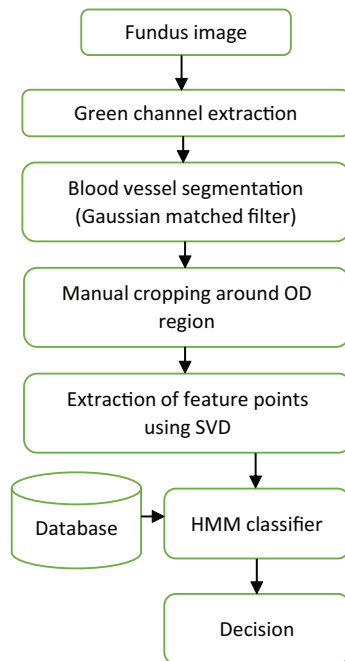 Fundus image
Green channel extraction
Blood vessel segmentation
(Gaussian matched filter)
Manual cropping around OD
region
Extraction of feature points
using SVD
Database
HMM classifier
Decision